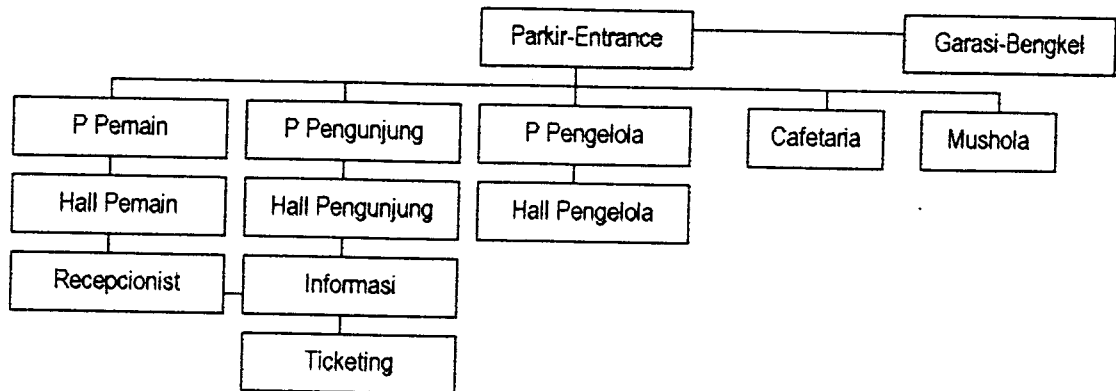 Parkir-Entrance
Garasi-Bengkel
P Pemain
P Pengunjung
P Pengelola
Cafetaria
Mushola
Hall Pemain
Hall Pengunjung
Hall Pengelola
Recepcionist
Informasi
Ticketing